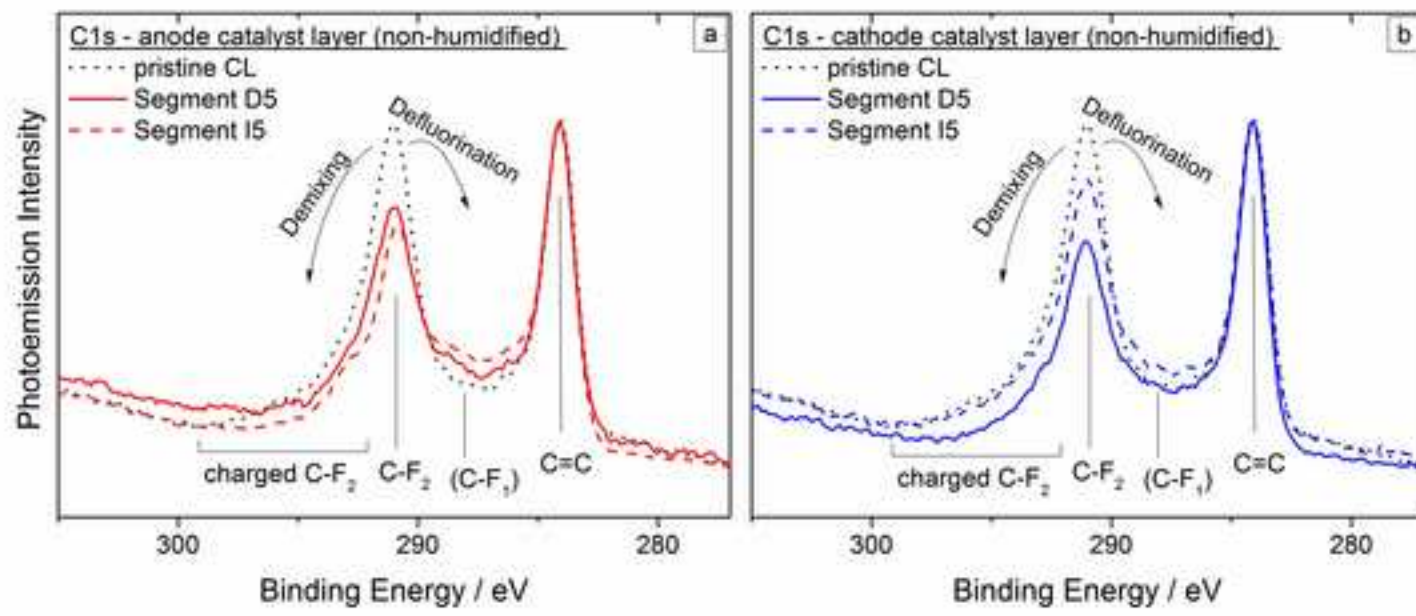 C1s - anode catalyst layer (non-humidified)
a
pristine CL
Segment D5
Segment I5
Demixing
Defluorination
charged C-F₂
C-F₂
(C-F₁)
C=C
300
290
280
Binding Energy / eV
Photoemission Intensity
C1s - cathode catalyst layer (non-humidified)
b
pristine CL
Segment D5
Segment I5
Demixing
Defluorination
charged C-F₂
C-F₂
(C-F₁)
C=C
300
290
280
Binding Energy / eV